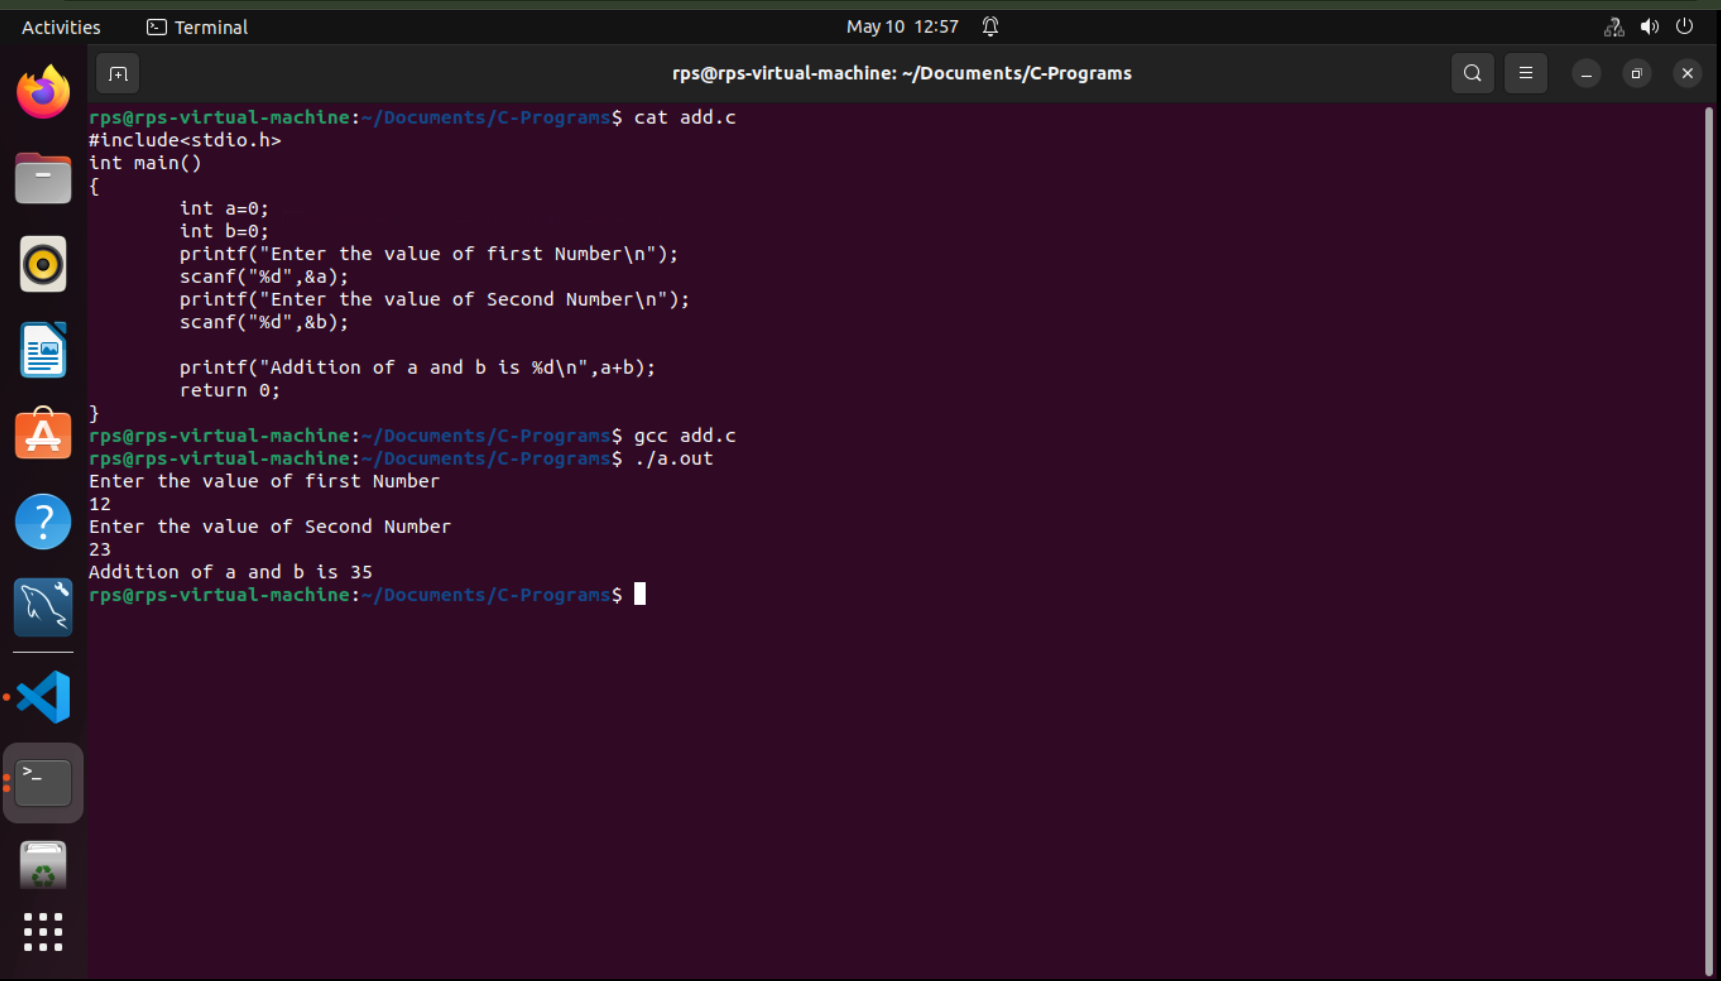 Activities
Terminal
May 10 12:57
rps@rps-virtual-machine: ~/Documents/C-Programs
rps@rps-virtual-machine:~/Documents/C-Programs$ cat add.c
#include<stdio.h>
int main()
{
        int a=0;
        int b=0;
        printf("Enter the value of first Number\n");
        scanf("%d",&a);
        printf("Enter the value of Second Number\n");
        scanf("%d",&b);

        printf("Addition of a and b is %d\n",a+b);
        return 0;
}
rps@rps-virtual-machine:~/Documents/C-Programs$ gcc add.c
rps@rps-virtual-machine:~/Documents/C-Programs$ ./a.out
Enter the value of first Number
12
Enter the value of Second Number
23
Addition of a and b is 35
rps@rps-virtual-machine:~/Documents/C-Programs$